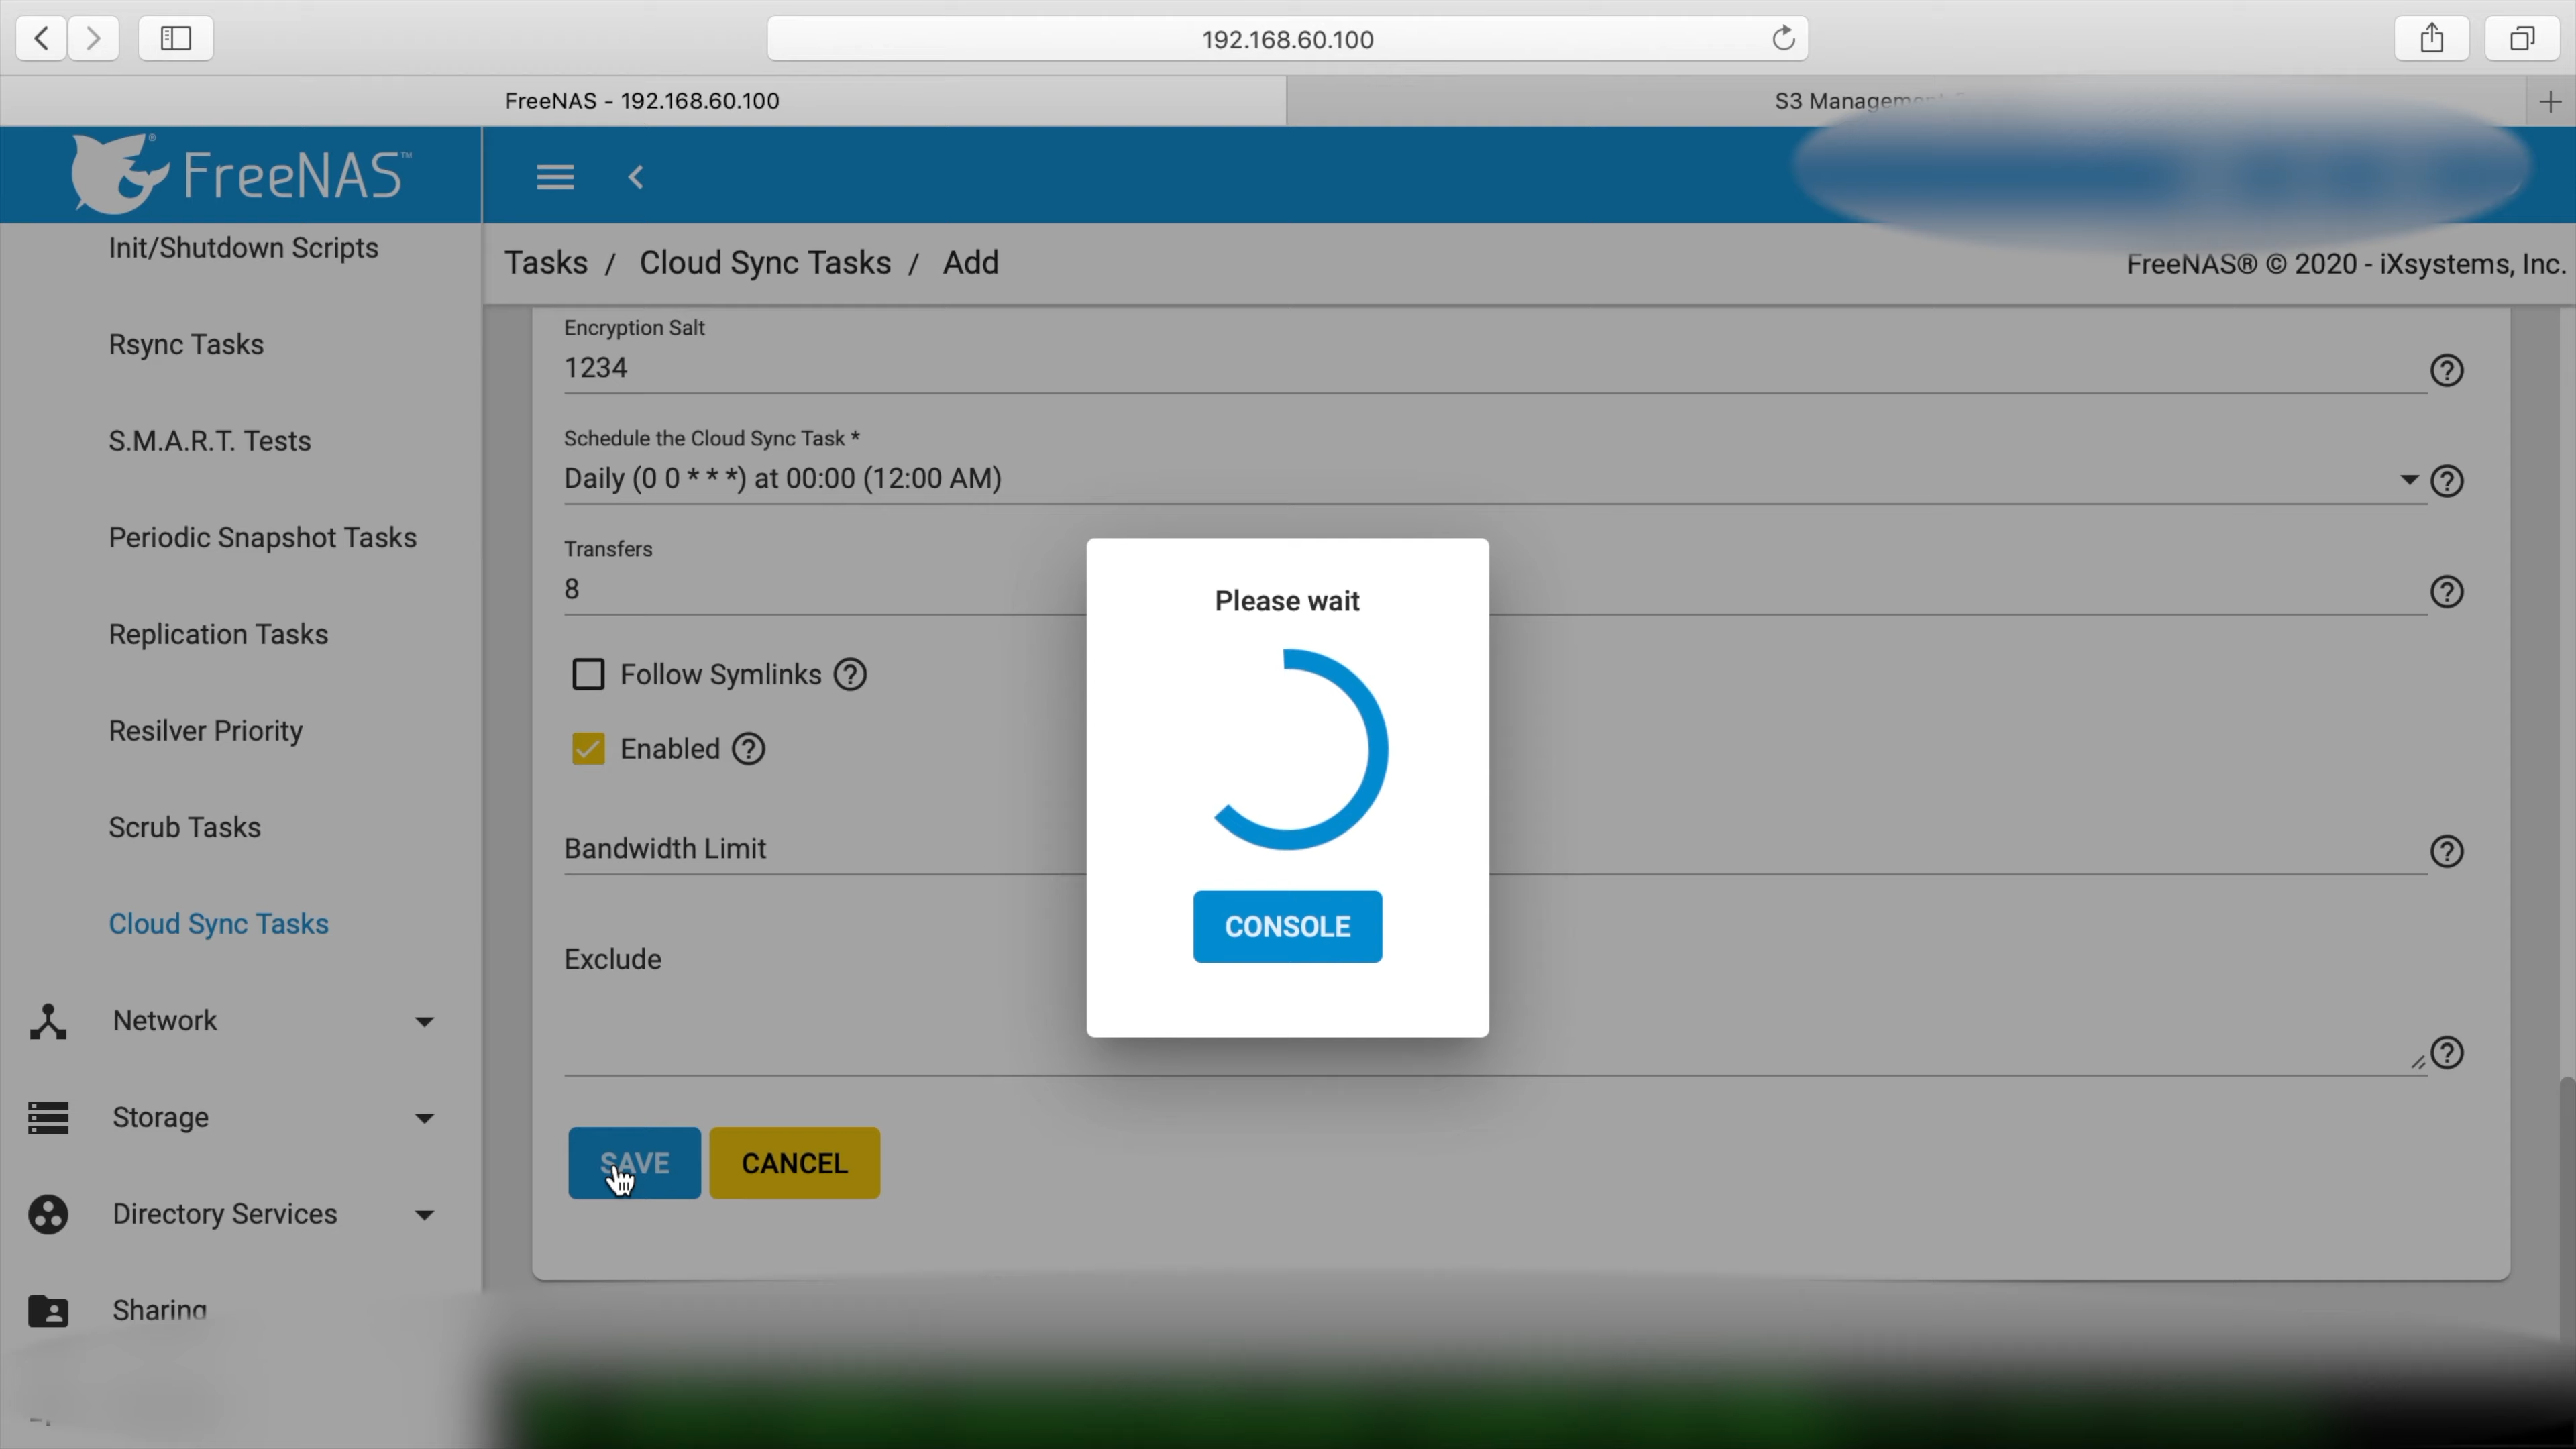 192.168.60.100
FreeNAS - 192.168.60.100
S3 Management
FreeNAS™
Tasks / Cloud Sync Tasks / Add
FreeNAS® © 2020 - iXsystems, Inc.
Init/Shutdown Scripts
Rsync Tasks
S.M.A.R.T. Tests
Periodic Snapshot Tasks
Replication Tasks
Resilver Priority
Scrub Tasks
Cloud Sync Tasks
Network
Storage
Directory Services
Sharing
Encryption Salt
1234
Schedule the Cloud Sync Task *
Daily (0 0 * * *) at 00:00 (12:00 AM)
Transfers
8
Follow Symlinks
Enabled
Bandwidth Limit
Exclude
SAVE
CANCEL
Please wait
CONSOLE